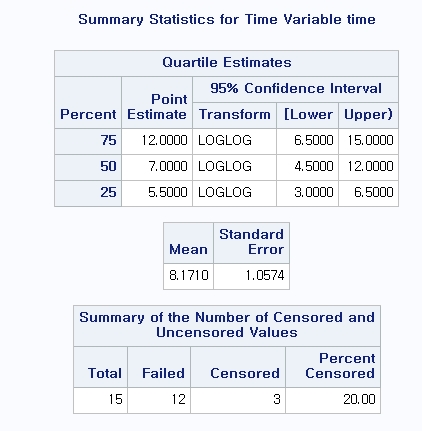 Summary Statistics for Time Variable time
Quartile Estimates
95% Confidence Interval
Percent Point Estimate Transform [Lower Upper)
75 12.0000 LOGLOG 6.5000 15.0000
50 7.0000 LOGLOG 4.5000 12.0000
25 5.5000 LOGLOG 3.0000 6.5000
Mean Standard Error
8.1710 1.0574
Summary of the Number of Censored and
Uncensored Values
Total Failed Censored Percent Censored
15 12 3 20.00